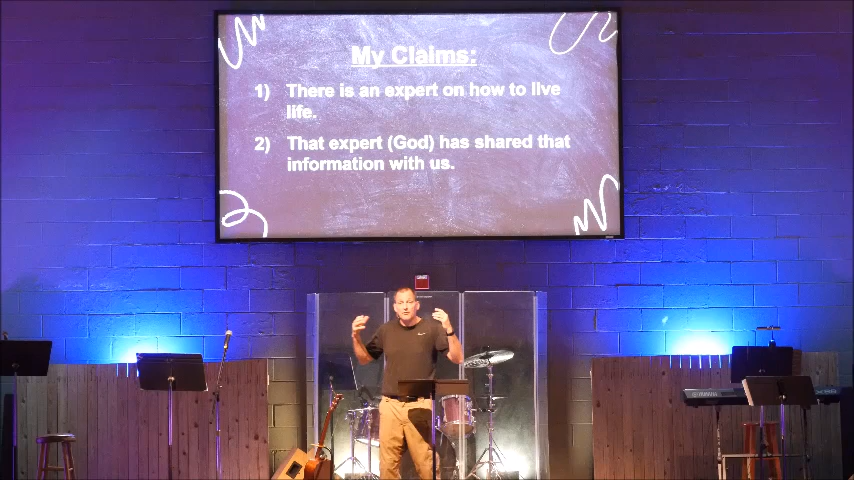 My Claims:
1) There is an expert on how to live
life.
2) That expert (God) has shared that
information with us.
YAMAHA